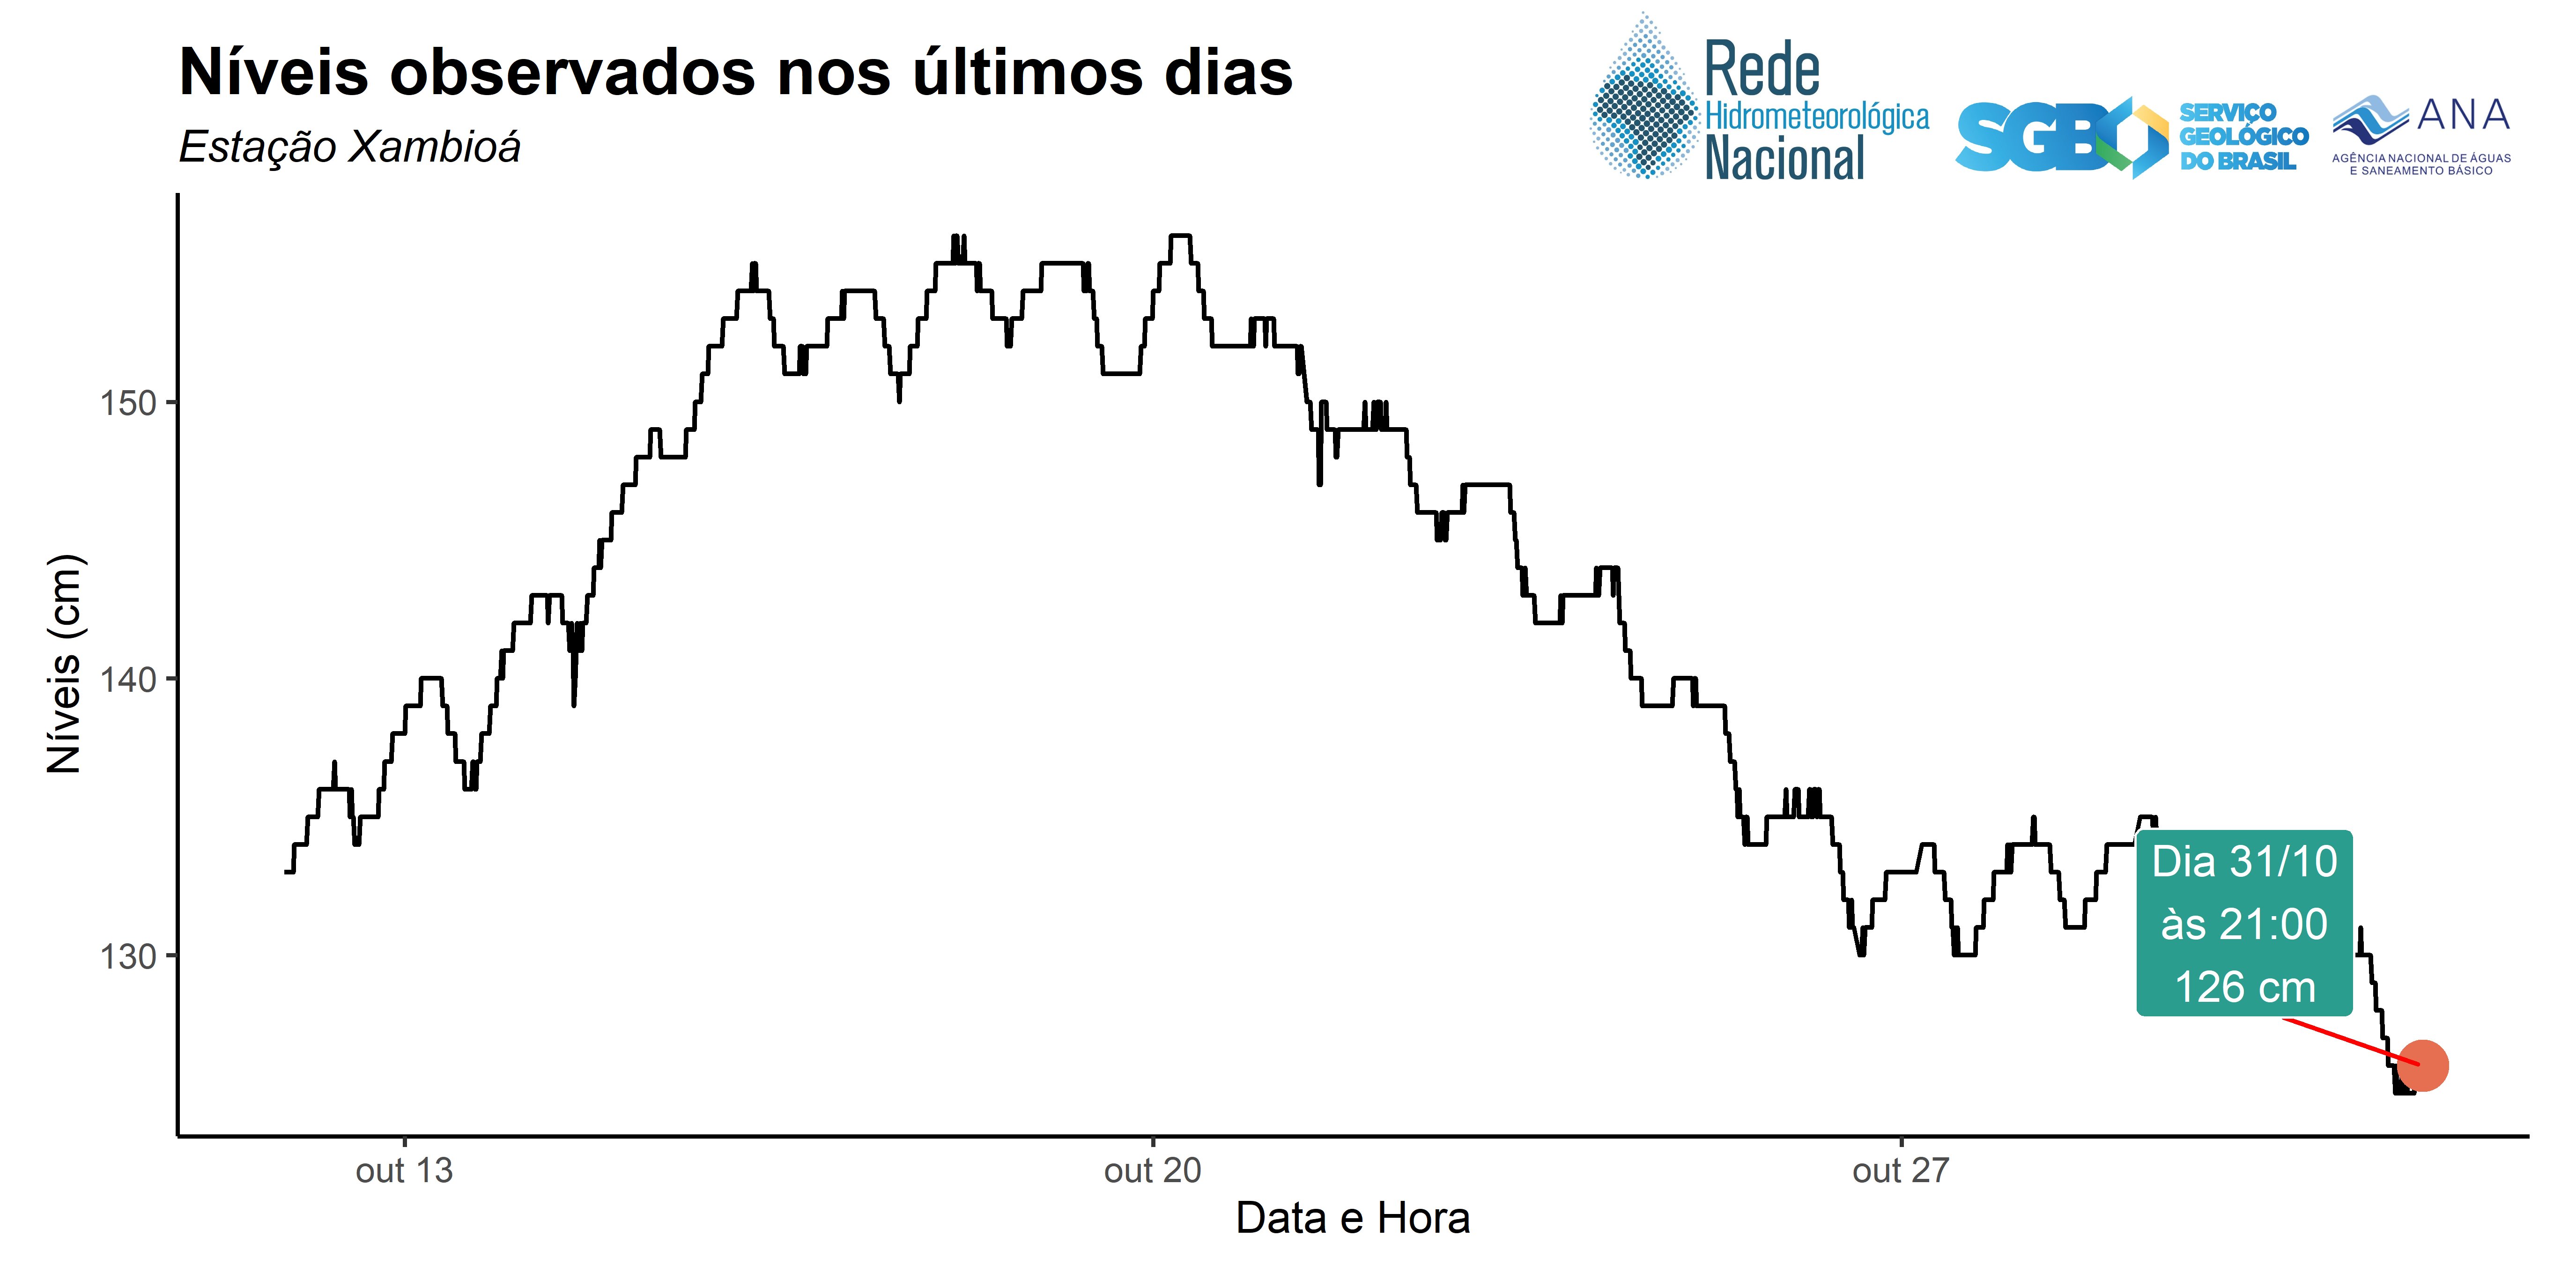 Níveis observados nos últimos dias
Estação Xambioá
Rede
Hidrometeorológica
Nacional
SGB
SERVIÇO
GEOLÓGICO
DO BRASIL
ANA
AGÊNCIA NACIONAL DE ÁGUAS
E SANEAMENTO BÁSICO
Níveis (cm)
150
140
130
Dia 31/10
às 21:00
126 cm
out 13
out 20
out 27
Data e Hora